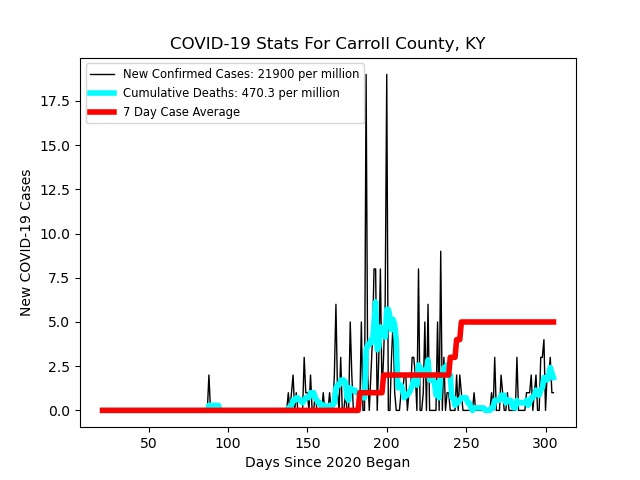 COVID-19 Stats For Carroll County, KY
New Confirmed Cases: 21900 per million
Cumulative Deaths: 470.3 per million
7 Day Case Average
17.5
15.0
12.5
10.0
7.5
5.0
2.5
0.0
New COVID-19 Cases
50 100 150 200 250 300
Days Since 2020 Began